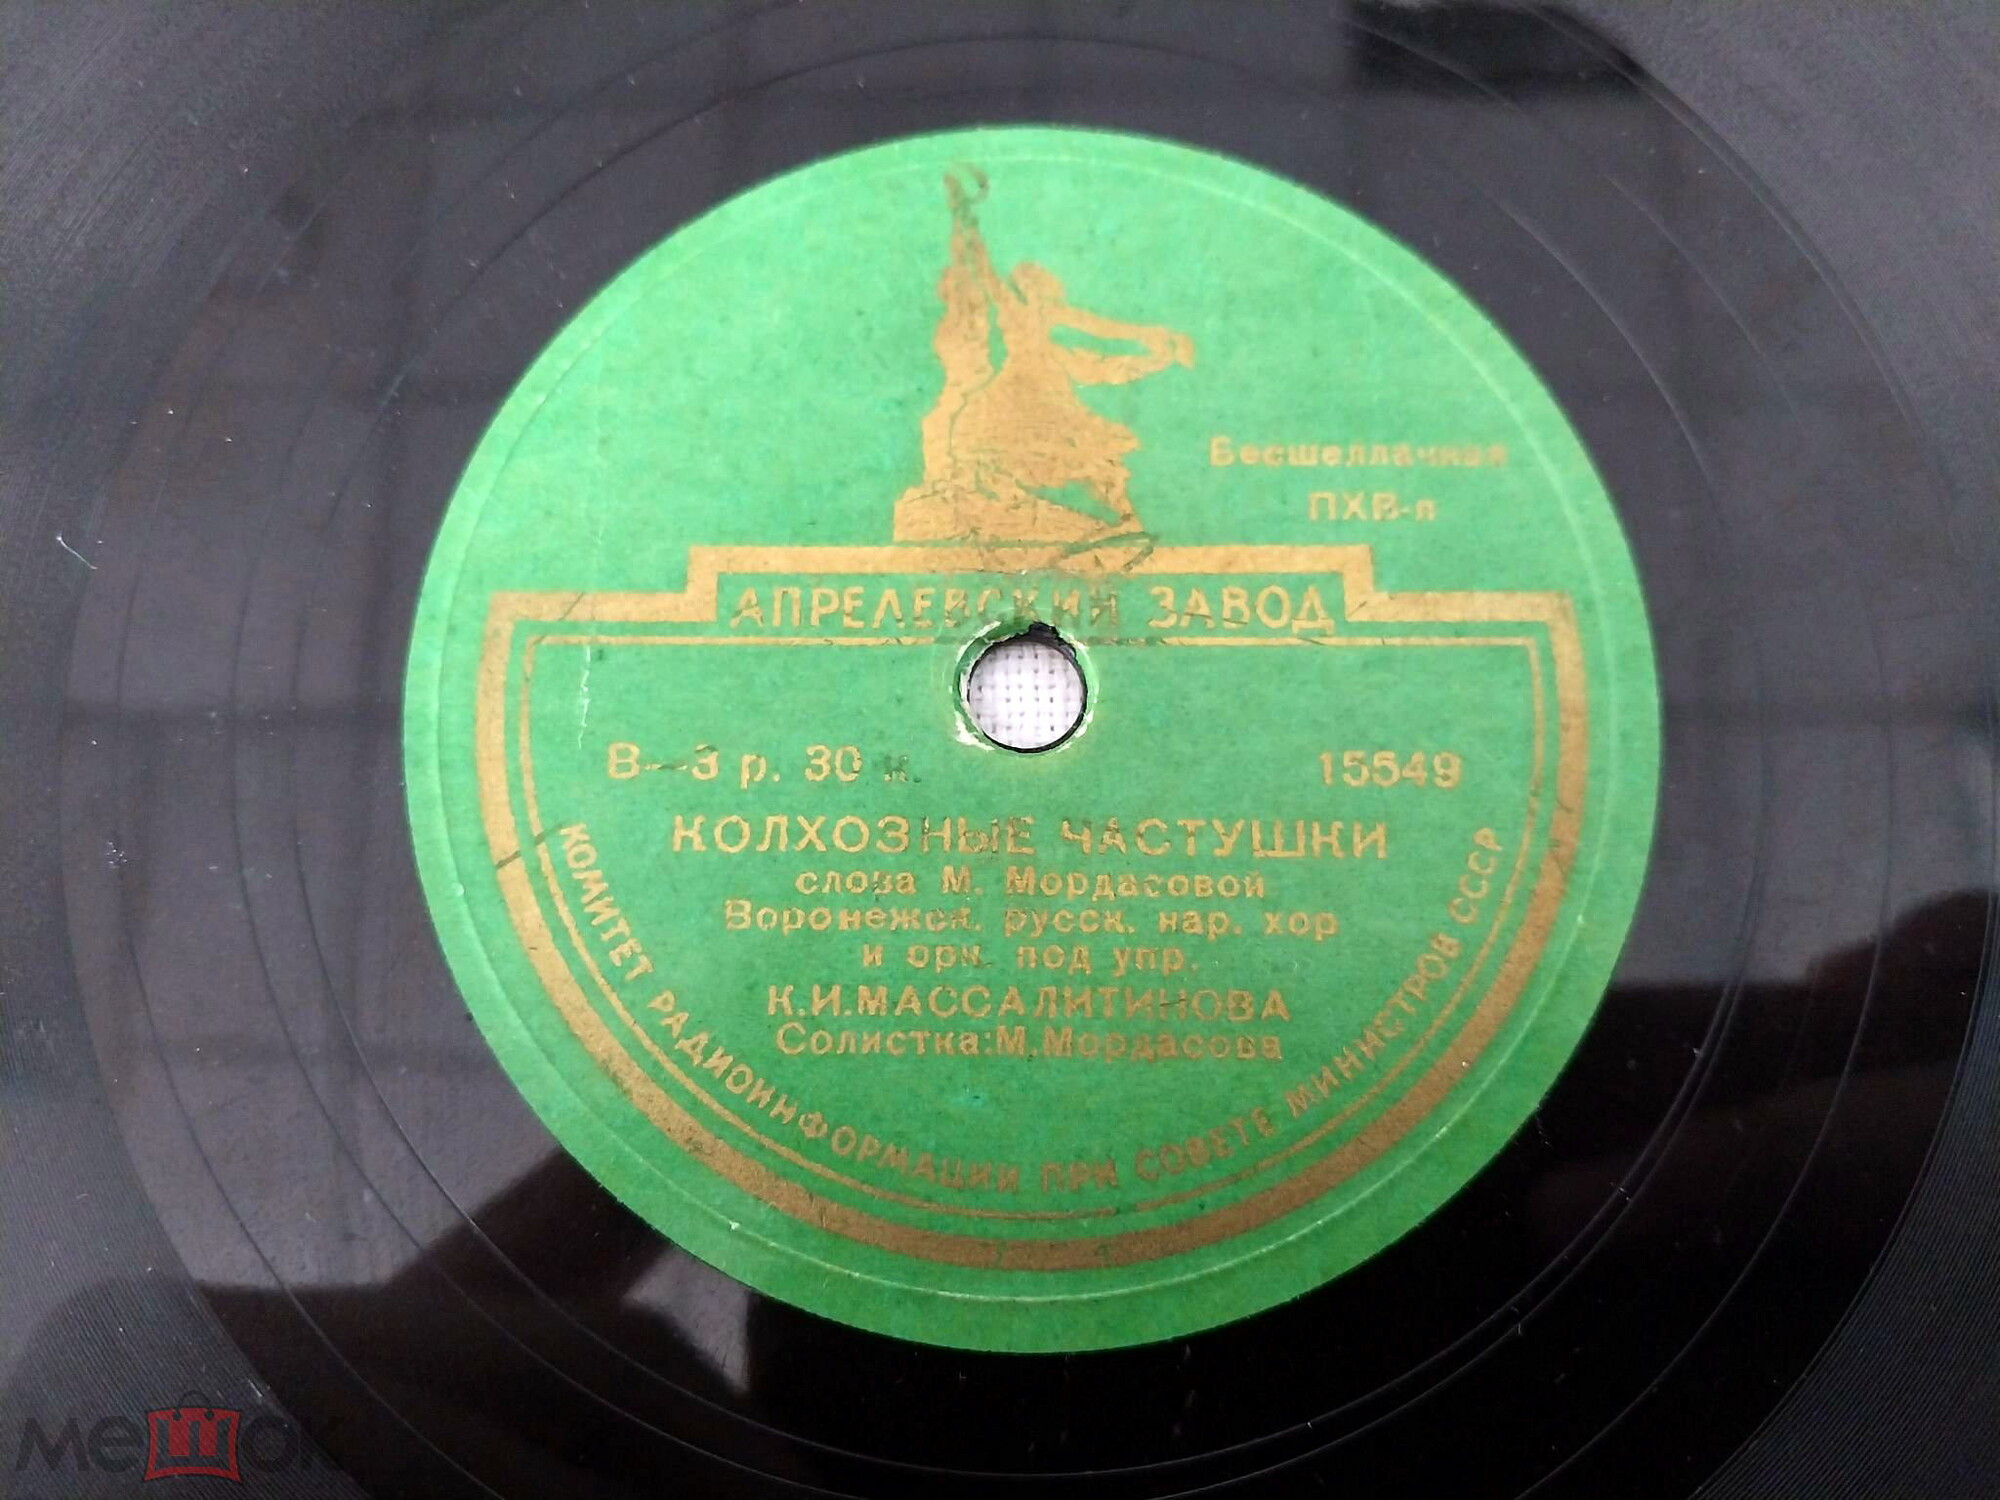 Бесшеллачная
ПХВ-п
АПРЕЛЕВСКИЙ ЗАВОД
В—3 р. 30 к.
15549
КОЛХОЗНЫЕ ЧАСТУШКИ
слова М. Мордасовой
Воронежск. русск. нар. хор
и орк. под упр.
К.И.МАССАЛИТИНОВА
Солистка:М.Мордасова
КОМИТЕТ РАДИОИНФОРМАЦИИ ПРИ СОВЕТЕ МИНИСТРОВ СССР
мешок